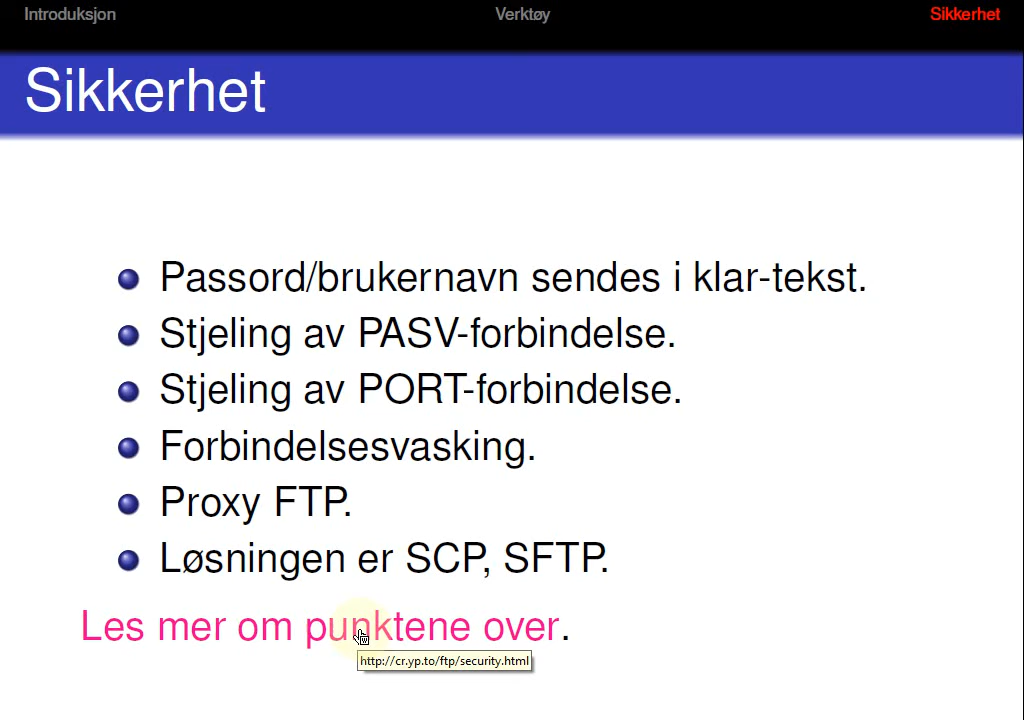 Introduksjon Verktøy Sikkerhet
Sikkerhet
Passord/brukernavn sendes i klar-tekst.
Stjeling av PASV-forbindelse.
Stjeling av PORT-forbindelse.
Forbindelsesvasking.
Proxy FTP.
Løsningen er SCP, SFTP.
Les mer om punktene over.
http://cr.yp.to/ftp/security.html